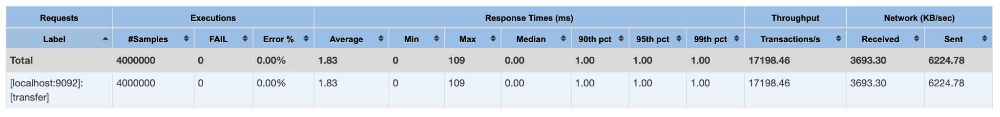 Requests Executions Response Times (ms) Throughput Network (KB/sec)
Label #Samples FAIL Error % Average Min Max Median 90th pct 95th pct 99th pct Transactions/s Received Sent
Total 4000000 0 0.00% 1.83 0 109 0.00 1.00 1.00 1.00 17198.46 3693.30 6224.78
[localhost:9092]: 4000000 0 0.00% 1.83 0 109 0.00 1.00 1.00 1.00 17198.46 3693.30 6224.78
[transfer]